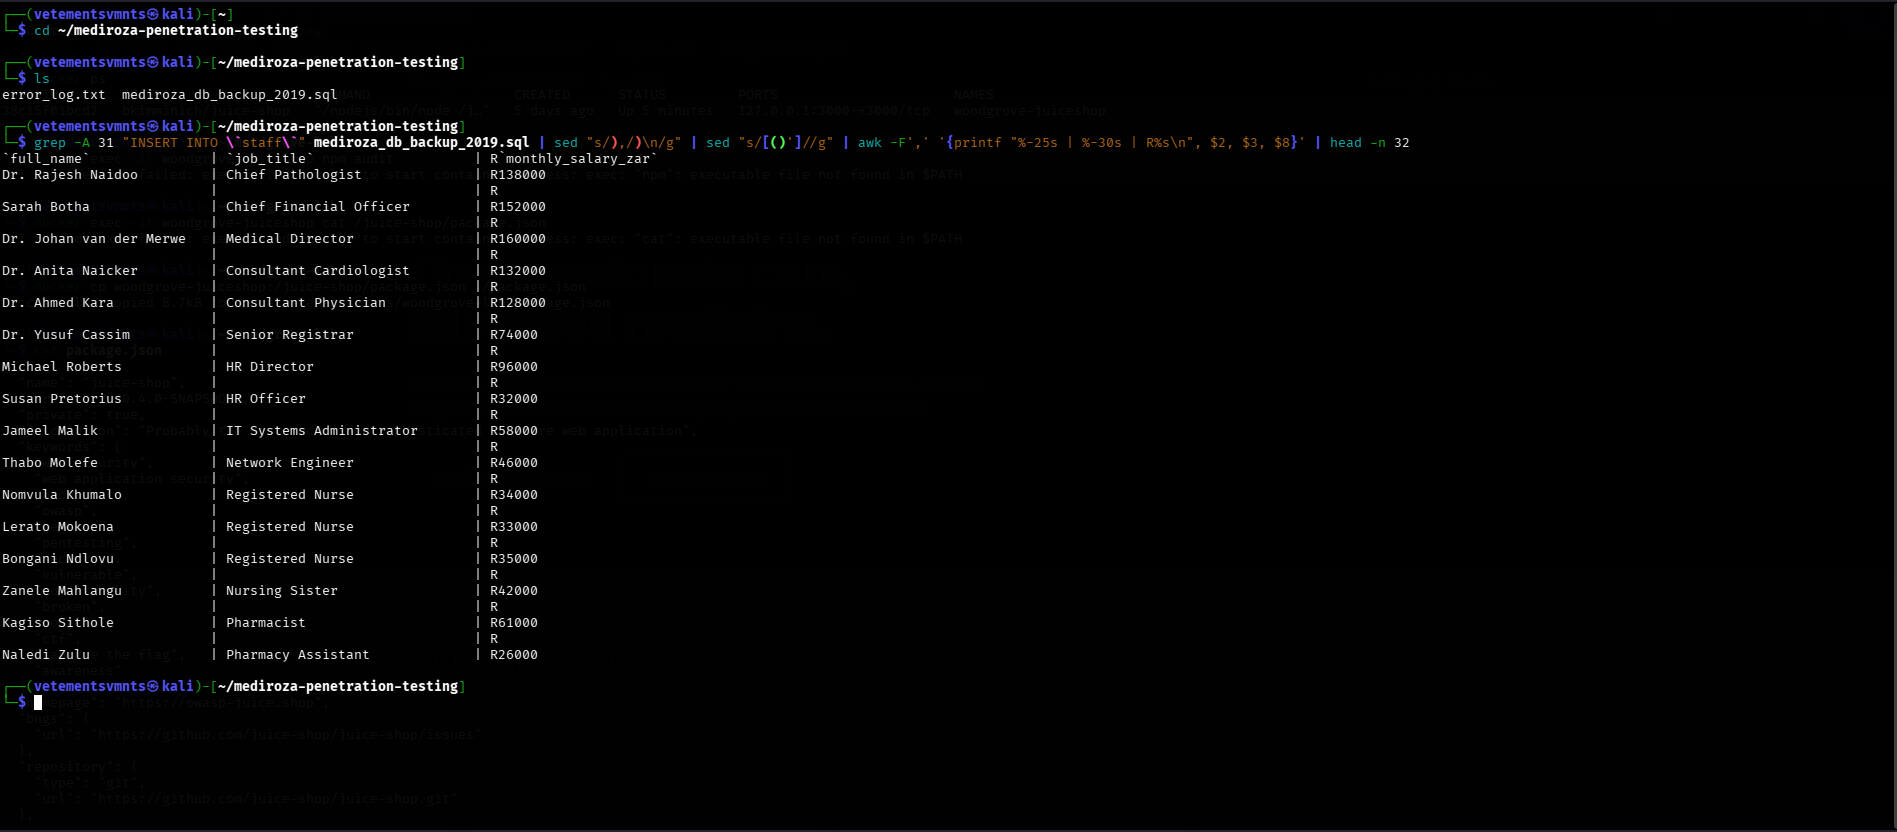 ┌──(vetementsvmnts㉿kali)-[~]
└─$ cd ~/mediroza-penetration-testing
┌──(vetementsvmnts㉿kali)-[~/mediroza-penetration-testing]
└─$ ls
error_log.txt  mediroza_db_backup_2019.sql
┌──(vetementsvmnts㉿kali)-[~/mediroza-penetration-testing]
└─$ grep -A 31 "INSERT INTO \`staff\`" mediroza_db_backup_2019.sql | sed "s/),/)\n/g" | sed "s/[()']//g" | awk -F',' '{printf "%-25s | %-30s | R%s\n", $2, $3, $8}' | head -n 32
`full_name`               | `job_title`                    | R`monthly_salary_zar`
Dr. Rajesh Naidoo         | Chief Pathologist              | R138000
                          |                                | R
Sarah Botha               | Chief Financial Officer        | R152000
                          |                                | R
Dr. Johan van der Merwe   | Medical Director               | R160000
                          |                                | R
Dr. Anita Naicker         | Consultant Cardiologist        | R132000
                          |                                | R
Dr. Ahmed Kara            | Consultant Physician           | R128000
                          |                                | R
Dr. Yusuf Cassim          | Senior Registrar               | R74000
                          |                                | R
Michael Roberts           | HR Director                    | R96000
                          |                                | R
Susan Pretorius           | HR Officer                     | R32000
                          |                                | R
Jameel Malik              | IT Systems Administrator       | R58000
                          |                                | R
Thabo Molefe              | Network Engineer               | R46000
                          |                                | R
Nomvula Khumalo           | Registered Nurse               | R34000
                          |                                | R
Lerato Mokoena            | Registered Nurse               | R33000
                          |                                | R
Bongani Ndlovu            | Registered Nurse               | R35000
                          |                                | R
Zanele Mahlangu           | Nursing Sister                 | R42000
                          |                                | R
Kagiso Sithole            | Pharmacist                     | R61000
                          |                                | R
Naledi Zulu               | Pharmacy Assistant             | R26000
┌──(vetementsvmnts㉿kali)-[~/mediroza-penetration-testing]
└─$